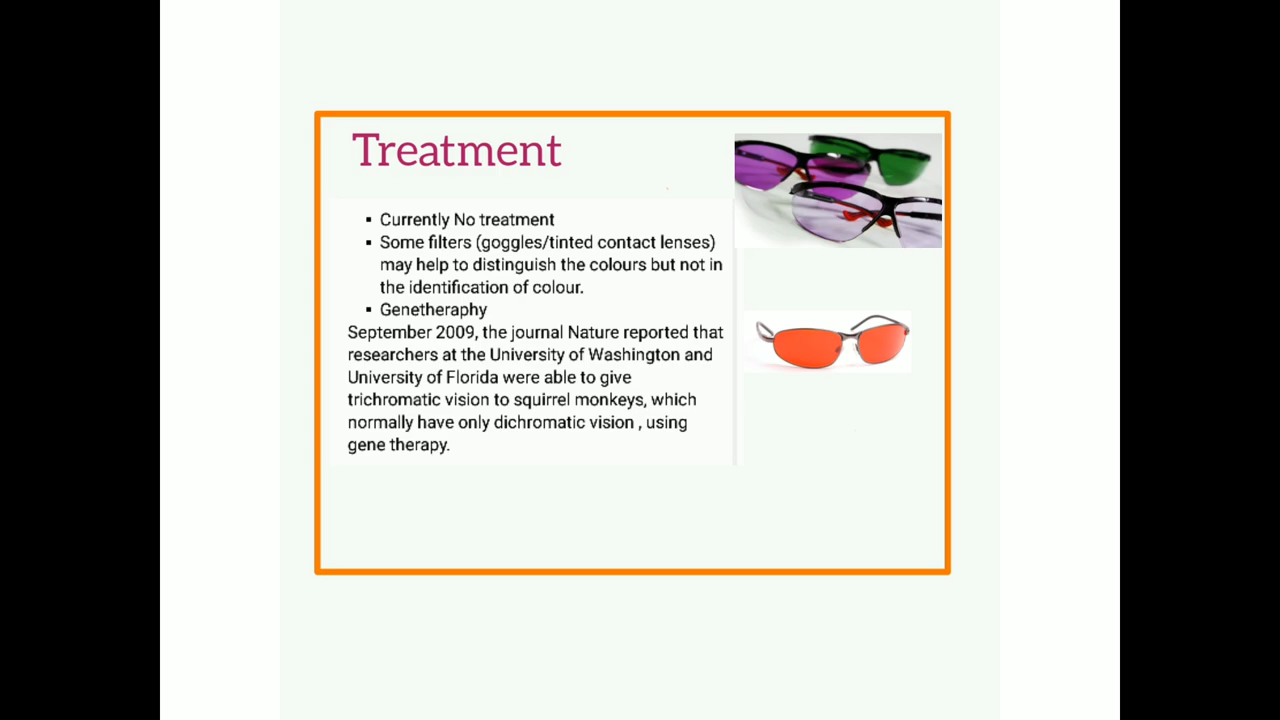 Treatment
▪ Currently No treatment
▪ Some filters (goggles/tinted contact lenses)
may help to distinguish the colours but not in
the identification of colour.
▪ Genetheraphy
September 2009, the journal Nature reported that
researchers at the University of Washington and
University of Florida were able to give
trichromatic vision to squirrel monkeys, which
normally have only dichromatic vision , using
gene therapy.